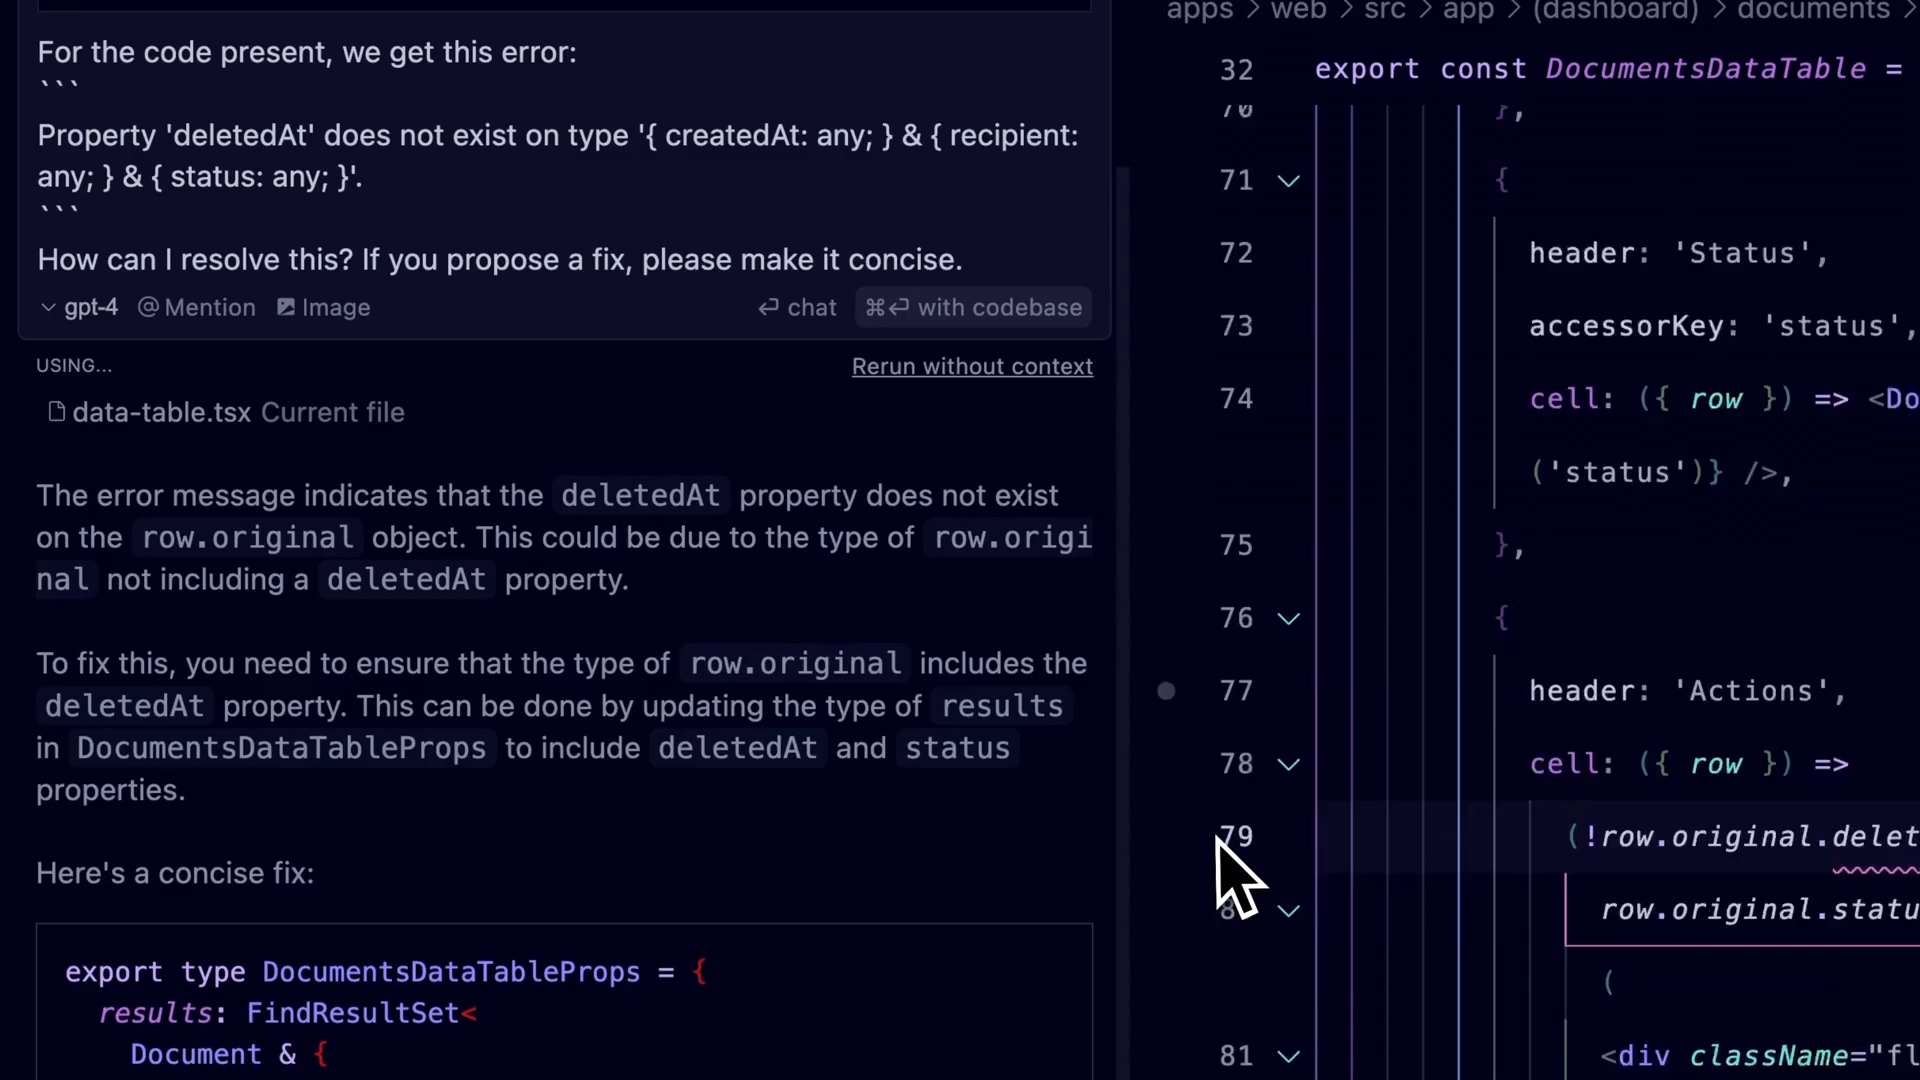 For the code present, we get this error:
```
Property 'deletedAt' does not exist on type '{ createdAt: any; } & { recipient:
any; } & { status: any; }'.
```
How can I resolve this? If you propose a fix, please make it concise.
gpt-4 @ Mention Image chat ⌘⏎ with codebase
USING... Rerun without context
data-table.tsx Current file
The error message indicates that the deletedAt property does not exist
on the row.original object. This could be due to the type of row.origi
nal not including a deletedAt property.
To fix this, you need to ensure that the type of row.original includes the
deletedAt property. This can be done by updating the type of results
in DocumentsDataTableProps to include deletedAt and status
properties.
Here's a concise fix:
export type DocumentsDataTableProps = {
results: FindResultSet<
Document & {
apps > web > src > app > (dashboard) > documents >
32 export const DocumentsDataTable =
70 },
71 {
72 header: 'Status',
73 accessorKey: 'status',
74 cell: ({ row }) => <Do
('status')} />,
75 },
76 {
77 header: 'Actions',
78 cell: ({ row }) =>
79 (!row.original.delet
row.original.statu
(
81 <div className="fl